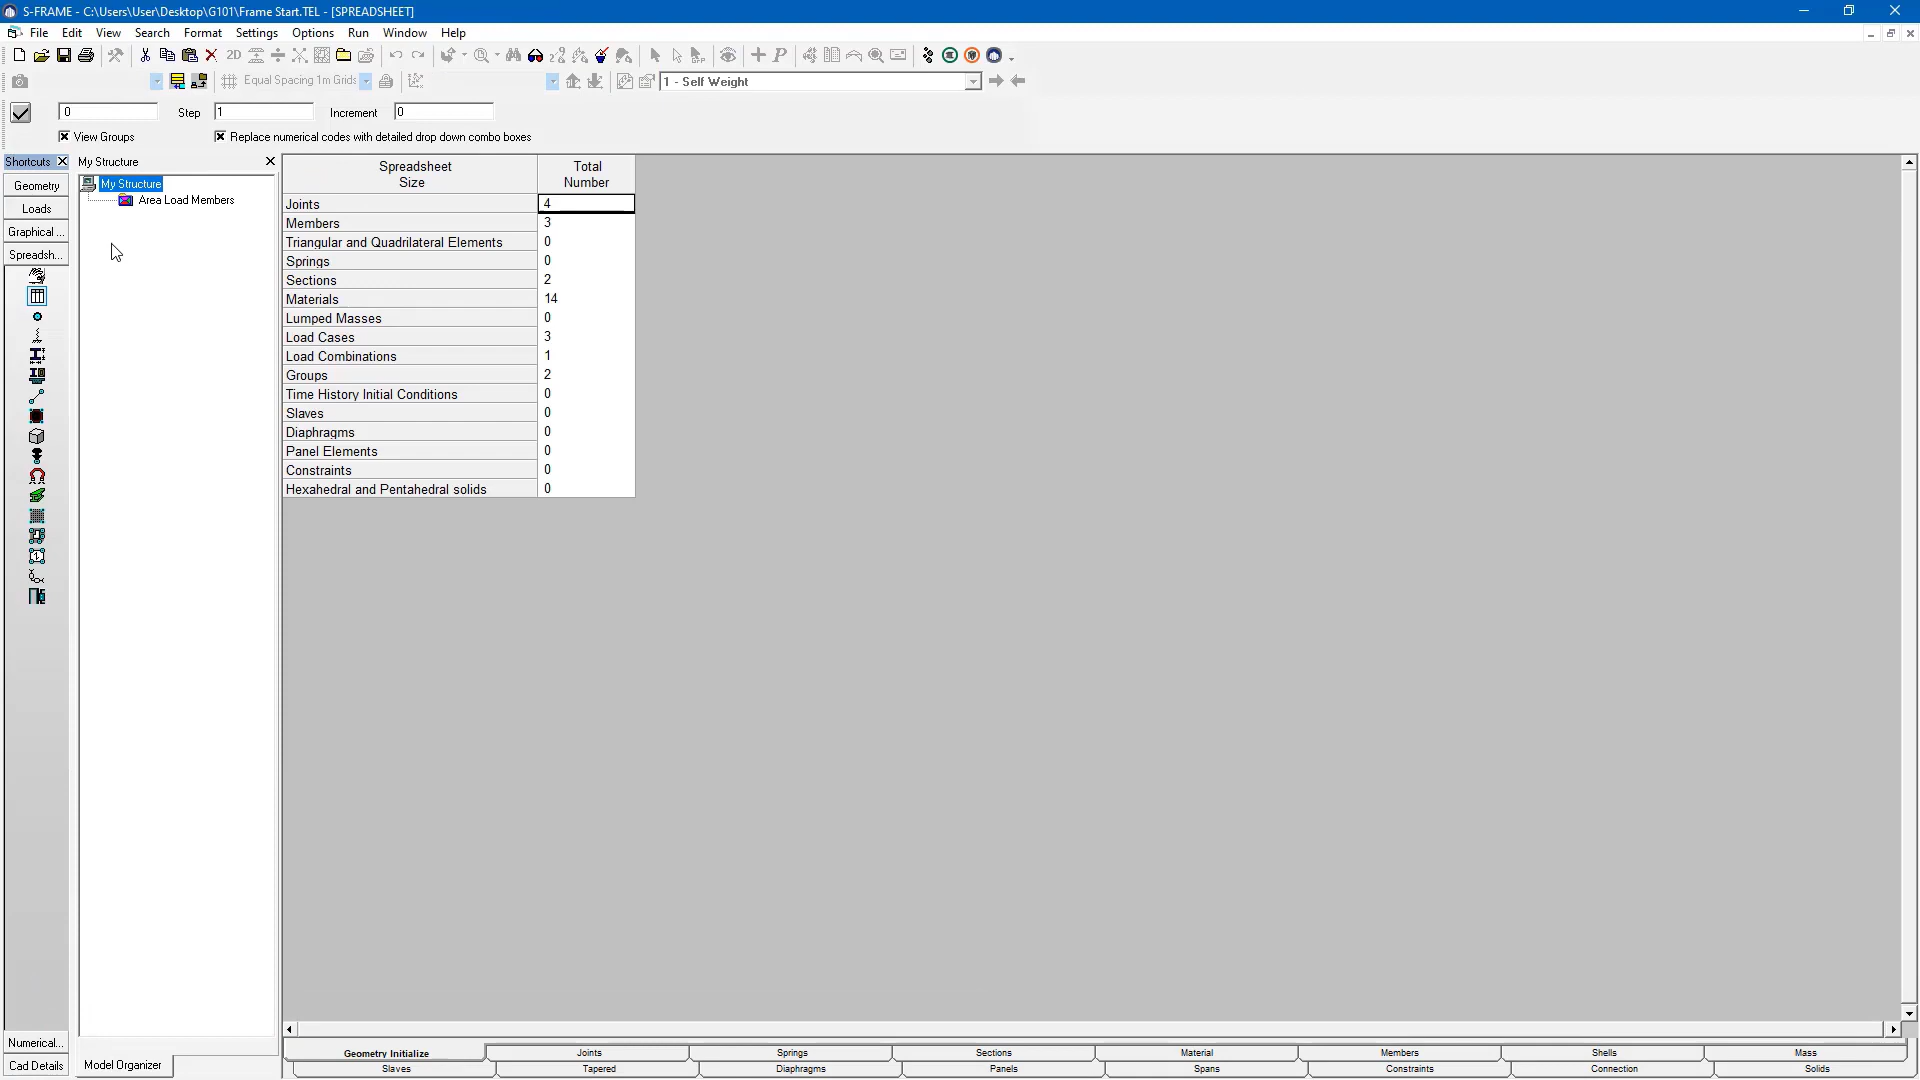 S-FRAME - C:\Users\User\Desktop\G101\Frame Start.TEL - [SPREADSHEET]
File Edit View Search Format Settings Options Run Window Help
2D
Equal Spacing 1m Grids
1 - Self Weight
0 Step 1 Increment 0
View Groups Replace numerical codes with detailed drop down combo boxes
Shortcuts
Geometry
Loads
Graphical ...
Spreadsh...
Numerical...
Cad Details
My Structure
My Structure
Area Load Members
Model Organizer
Spreadsheet Total
Size Number
Joints 4
Members 3
Triangular and Quadrilateral Elements 0
Springs 0
Sections 2
Materials 14
Lumped Masses 0
Load Cases 3
Load Combinations 1
Groups 2
Time History Initial Conditions 0
Slaves 0
Diaphragms 0
Panel Elements 0
Constraints 0
Hexahedral and Pentahedral solids 0
Geometry Initialize Joints Springs Sections Material Members Shells Mass
Slaves Tapered Diaphragms Panels Spans Constraints Connection Solids